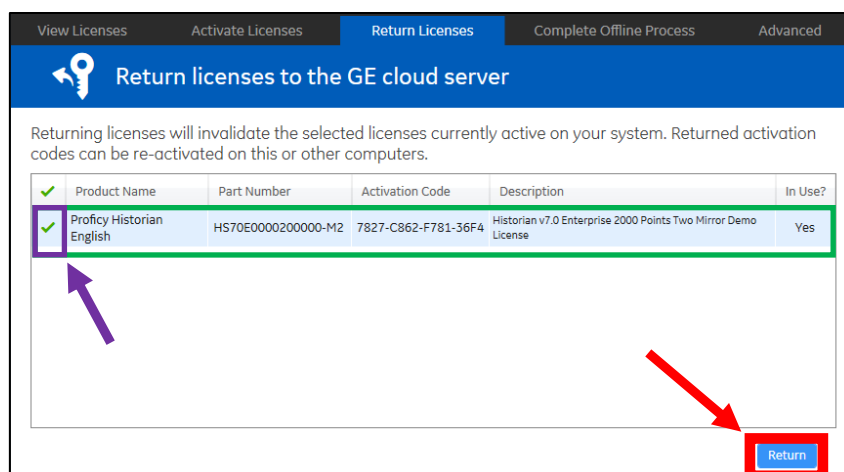 View Licenses Activate Licenses Return Licenses Complete Offline Process Advanced
Return licenses to the GE cloud server
Returning licenses will invalidate the selected licenses currently active on your system. Returned activation
codes can be re-activated on this or other computers.
Product Name Part Number Activation Code Description In Use?
Proficy Historian English HS70E0000200000-M2 7827-C862-F781-36F4 Historian v7.0 Enterprise 2000 Points Two Mirror Demo License Yes
Return